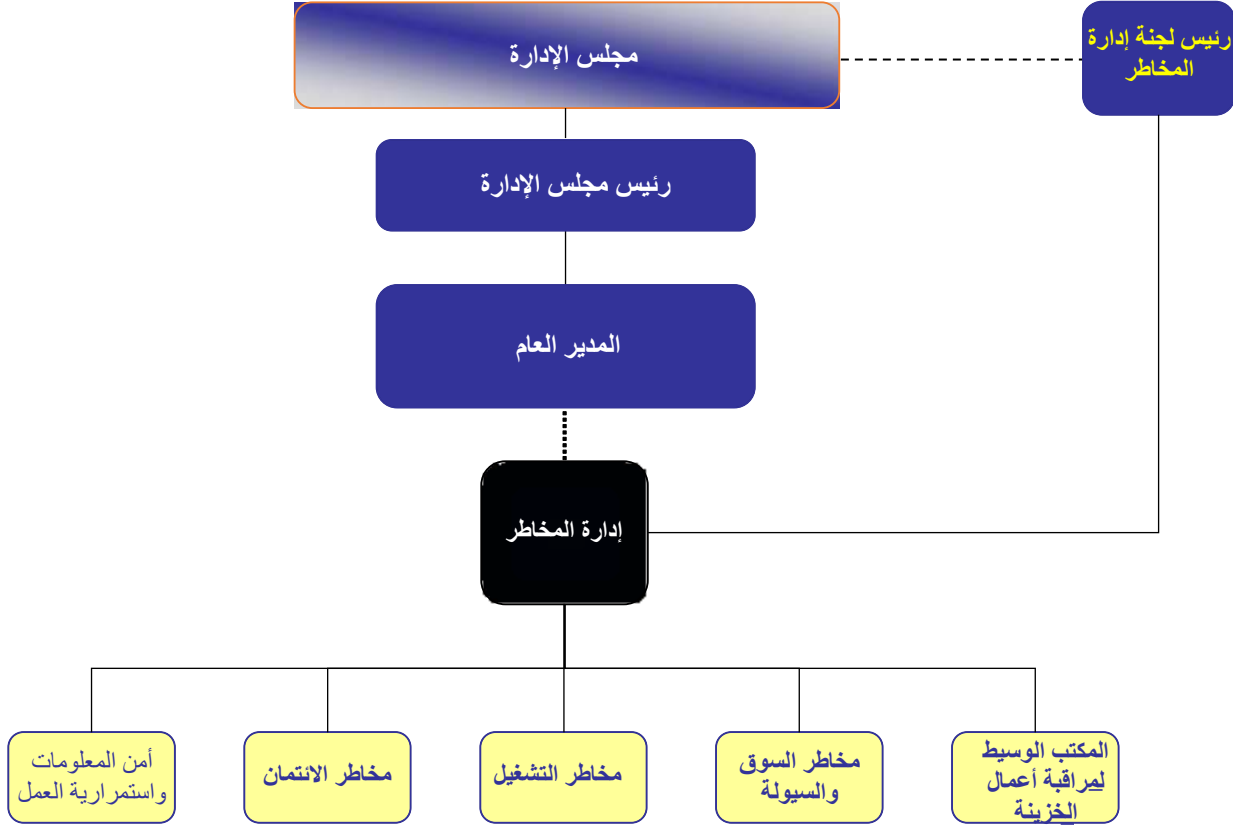 مجلس الإدارة
رئيس لجنة إدارة
المخاطر
رئيس مجلس الإدارة
المدير العام
إدارة المخاطر
المكتب الوسيط
لمراقبة أعمال
الخزينة
مخاطر السوق
والسيولة
مخاطر التشغيل
مخاطر الائتمان
أمن المعلومات
واستمرارية العمل